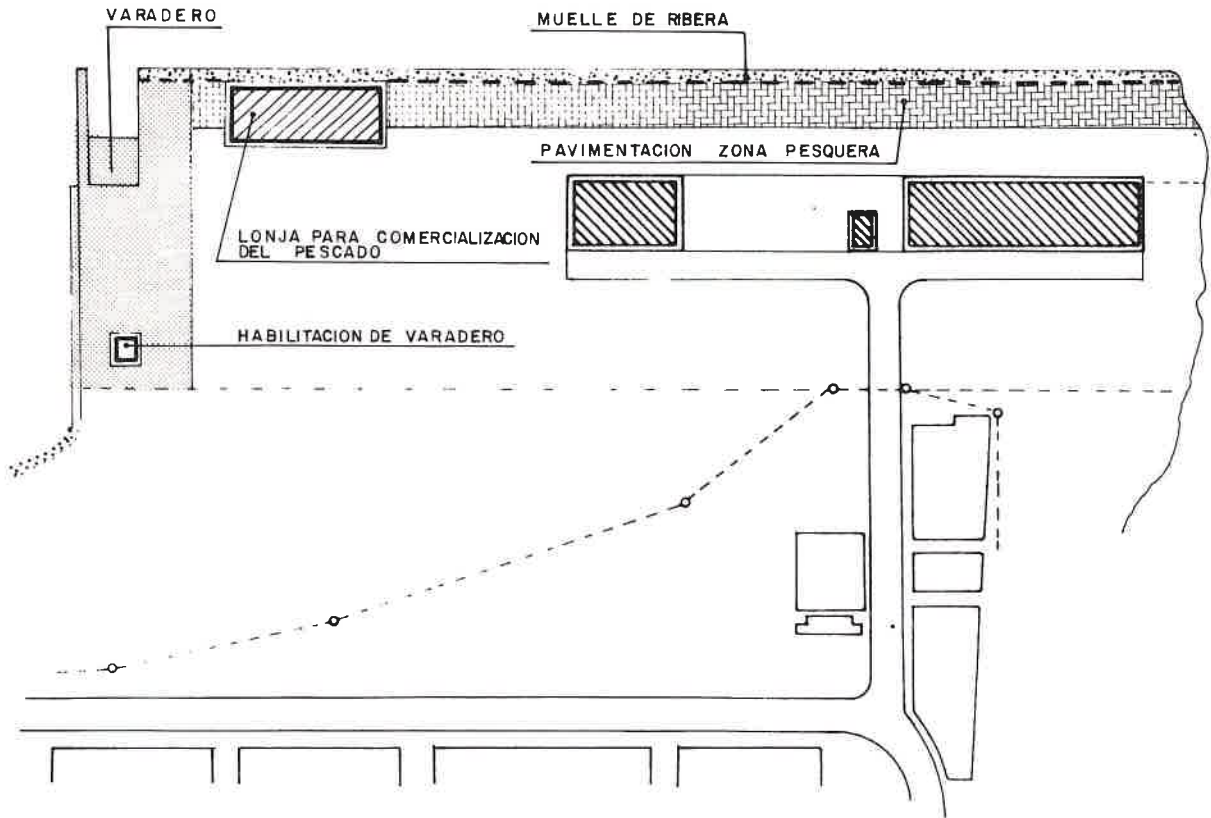 VARADERO
MUELLE DE RIBERA
PAVIMENTACION ZONA PESQUERA
LONJA PARA COMERCIALIZACION
DEL PESCADO
HABILITACION DE VARADERO